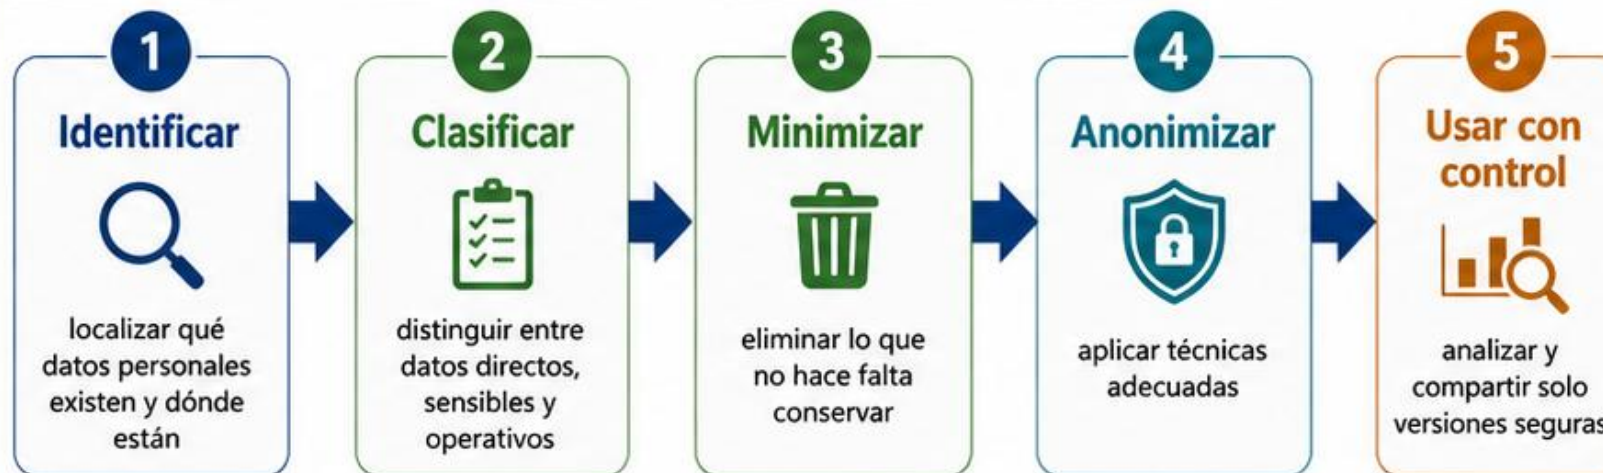 1
Identificar
localizar qué
datos personales
existen y dónde
están
2
Clasificar
distinguir entre
datos directos,
sensibles y
operativos
3
Minimizar
eliminar lo que
no hace falta
conservar
4
Anonimizar
aplicar técnicas
adecuadas
5
Usar con
control
analizar y
compartir solo
versiones seguras